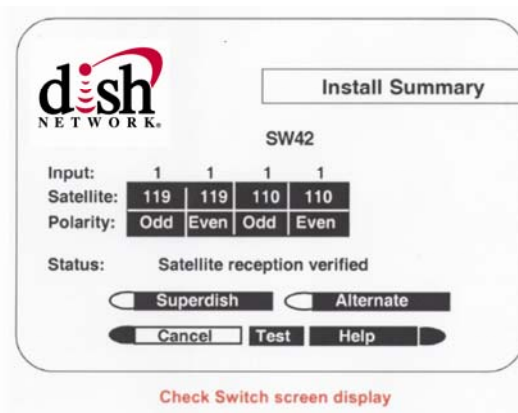 dish
NETWORK.
Install Summary
SW42
Input: 1 1 1 1
Satellite: 119 119 110 110
Polarity: Odd Even Odd Even
Status: Satellite reception verified
Superdish Alternate
Cancel Test Help
Check Switch screen display